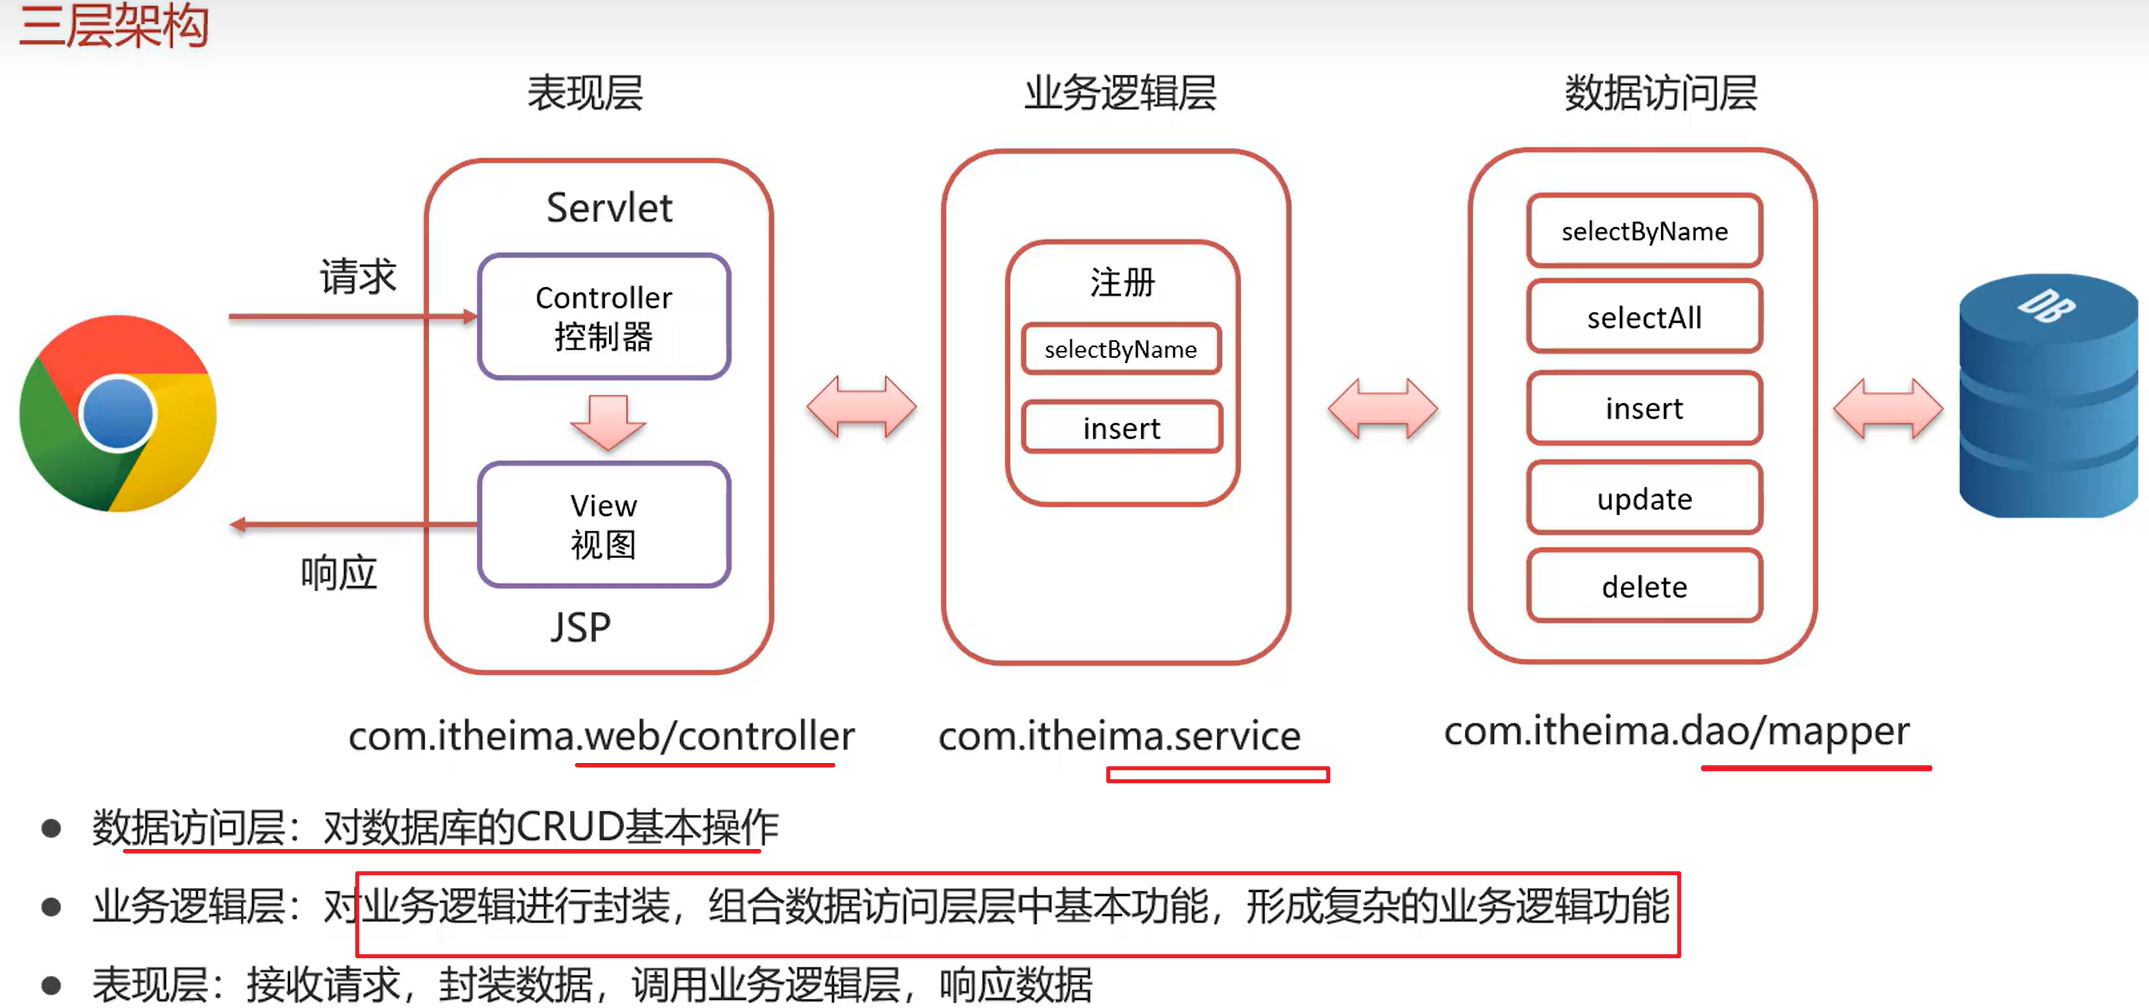 三层架构
表现层
业务逻辑层
数据访问层
Servlet
请求
Controller
控制器
View
视图
响应
JSP
注册
selectByName
insert
selectByName
selectAll
insert
update
delete
DB
com.itheima.web/controller
com.itheima.service
com.itheima.dao/mapper
数据访问层：对数据库的CRUD基本操作
业务逻辑层：对业务逻辑进行封装，组合数据访问层层中基本功能，形成复杂的业务逻辑功能
表现层：接收请求，封装数据，调用业务逻辑层，响应数据